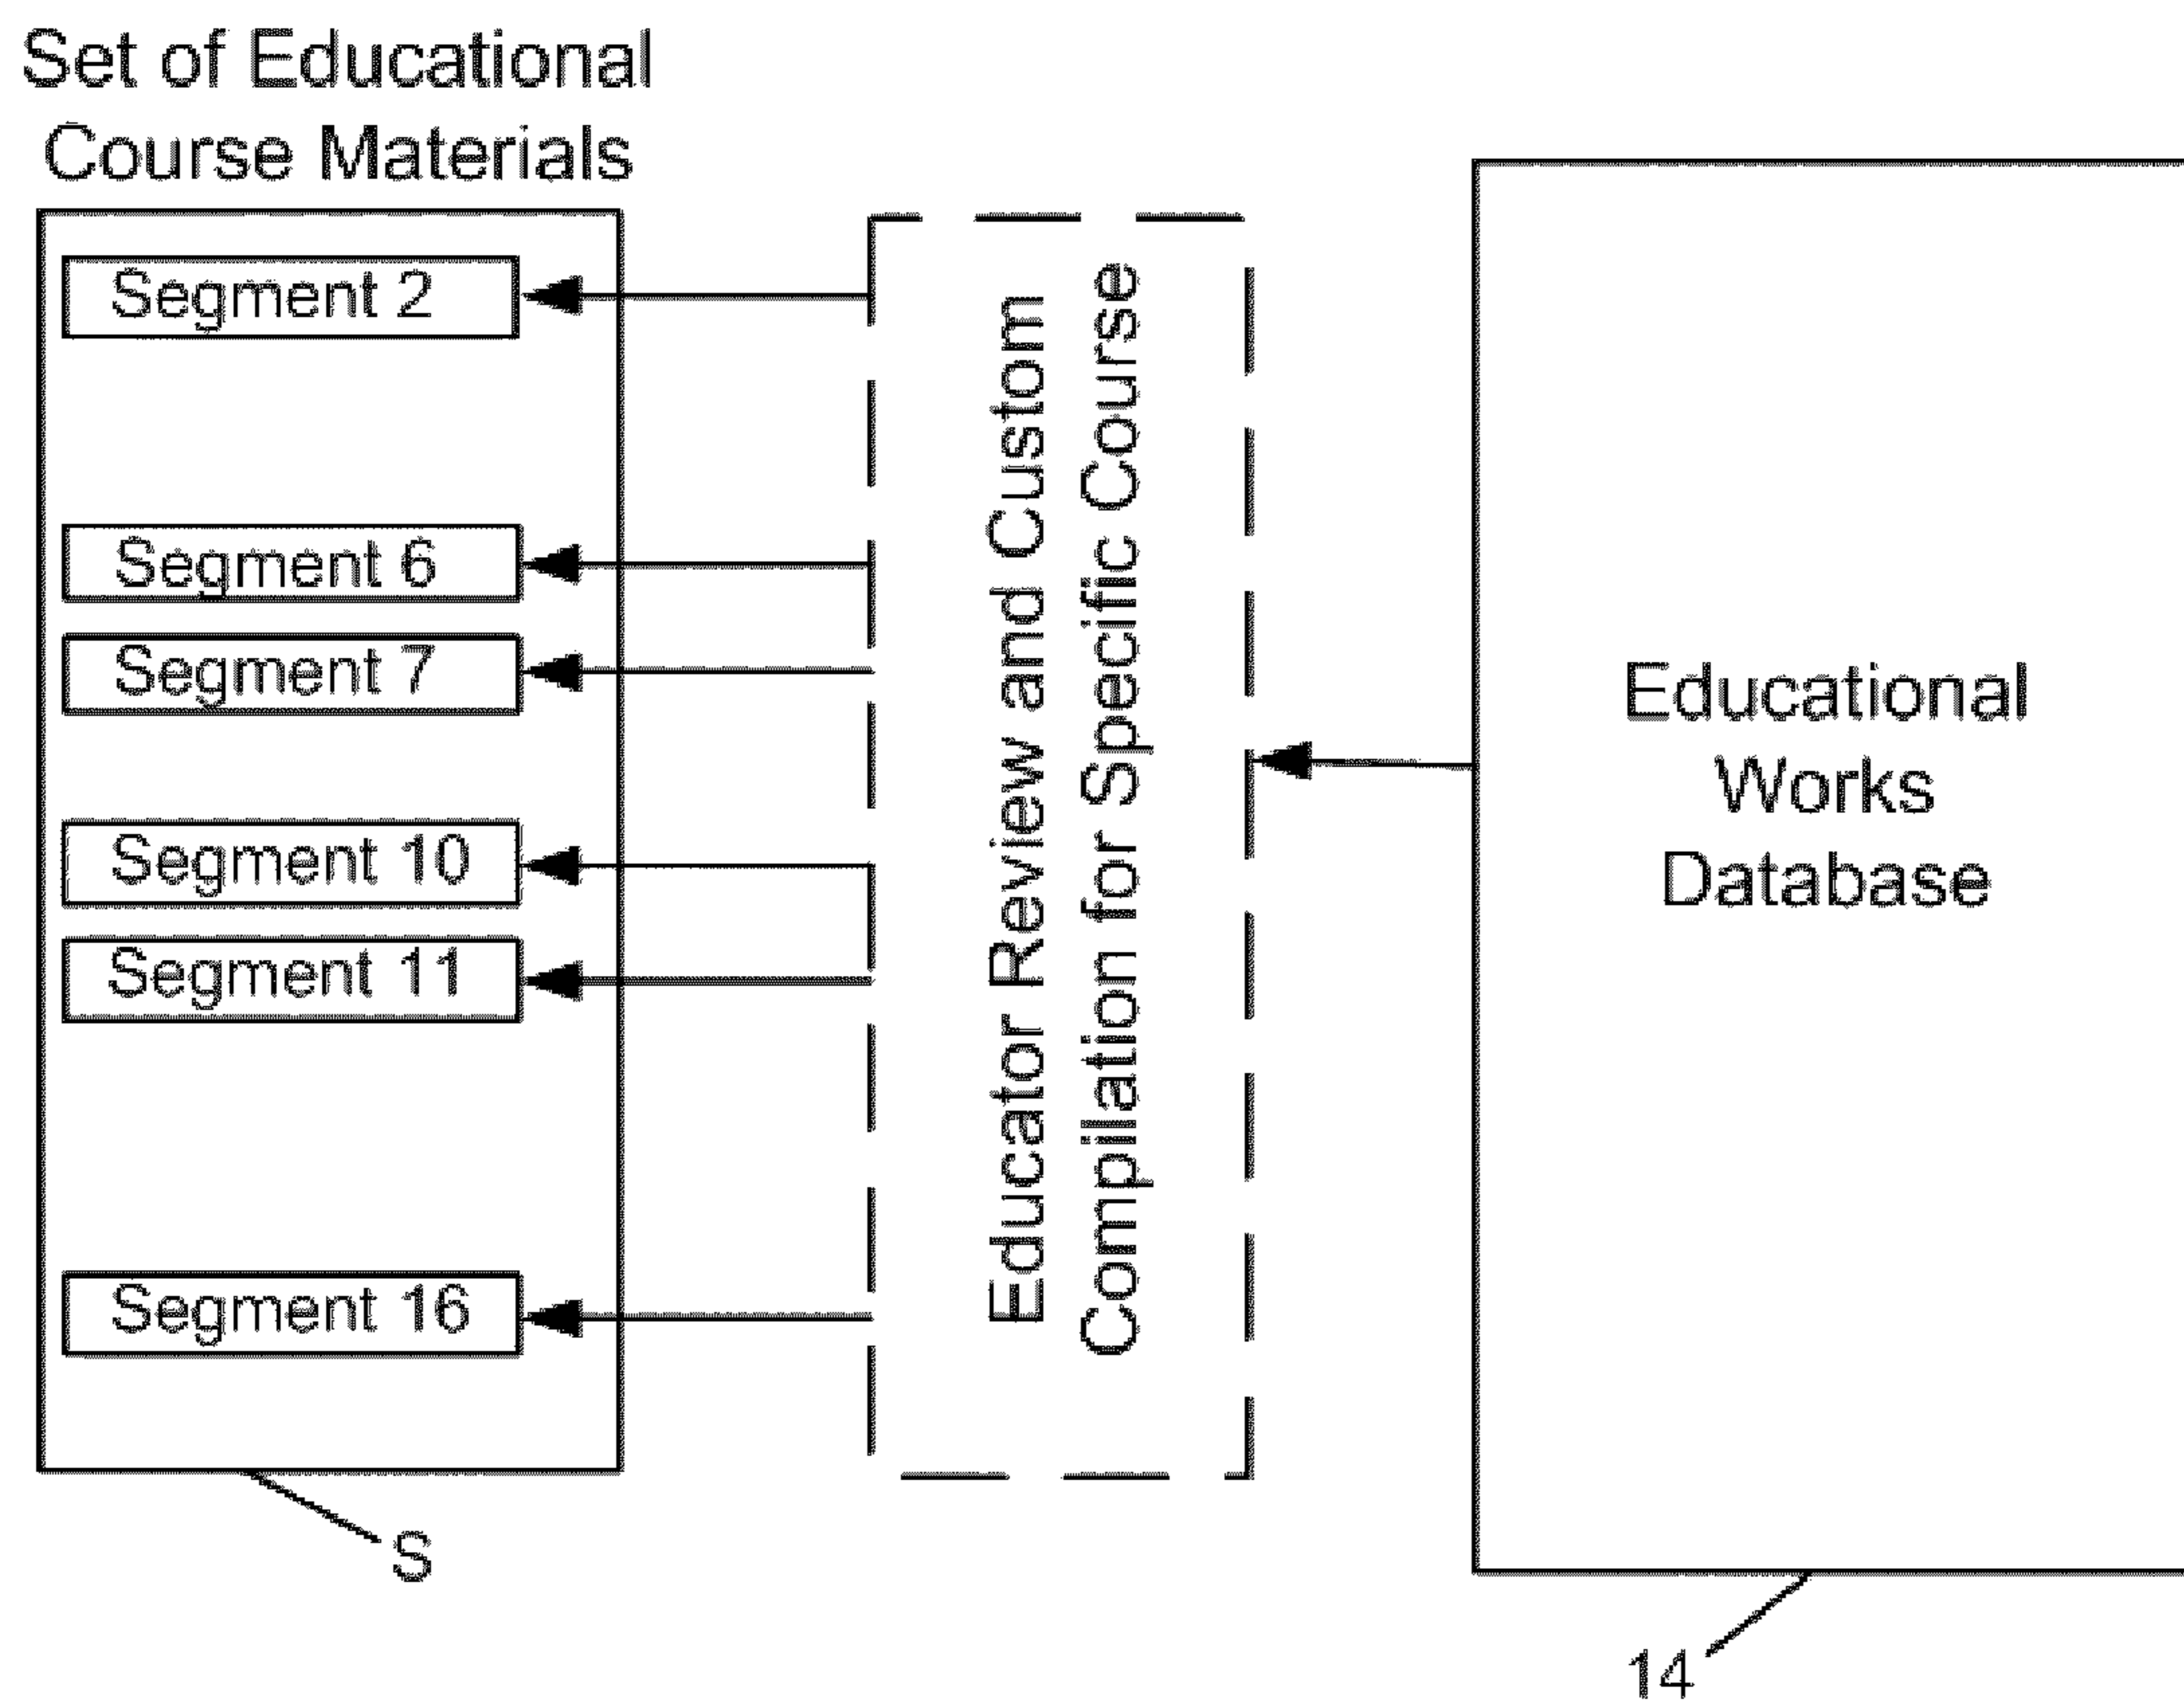 Set of Educational
Course Materials
Segment 2
Segment 6
Segment 7
Segment 10
Segment 11
Segment 16
S
Educator Review and Custom
Compilation for Specific Course
Educational
Works
Database
14